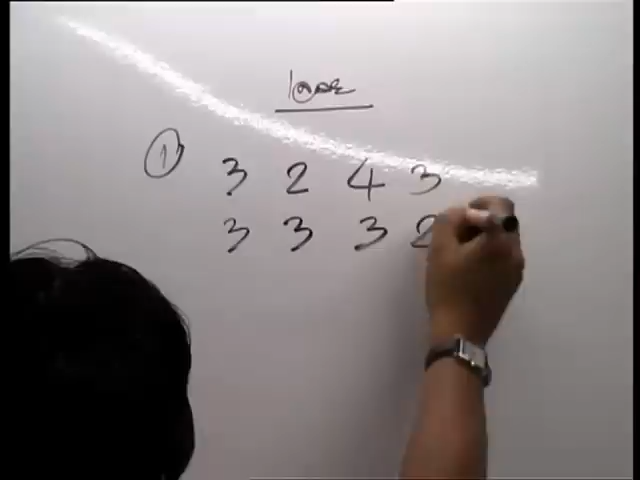 ① 3 2 4 3
3 3 3 2